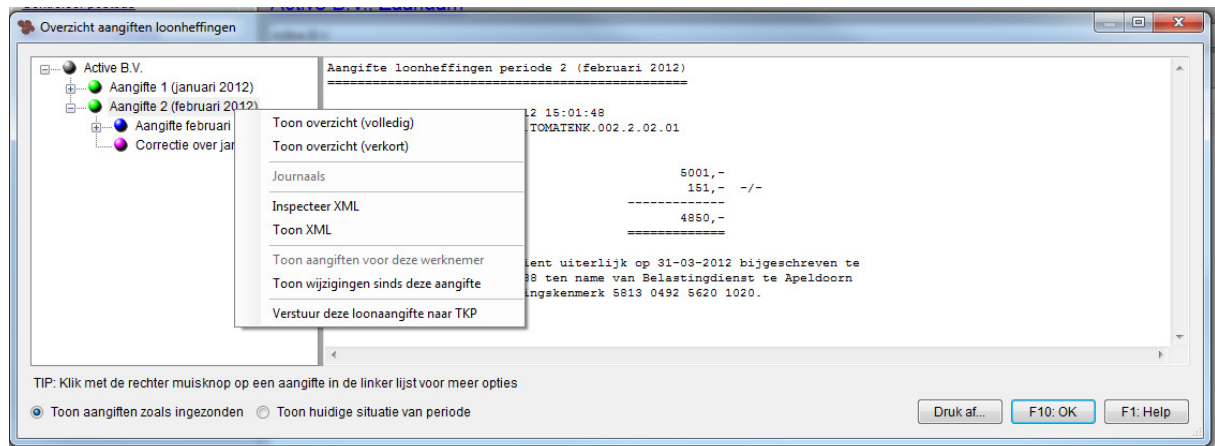 Overzicht aangiften loonheffingen
Active B.V.
Aangifte 1 (januari 2012)
Aangifte 2 (februari 2012)
Aangifte februari
Correctie over jar
Toon overzicht (volledig)
Toon overzicht (verkort)
Journaals
Inspecteer XML
Toon XML
Toon aangiften voor deze werknemer
Toon wijzigingen sinds deze aangifte
Verstuur deze loonaangifte naar TKP
Aangifte loonheffingen periode 2 (februari 2012)
===============================================
12 15:01:48
.TOMATENK.002.2.02.01
5001,-
151,- -/-
-------------
4850,-
=============
ient uiterlijk op 31-03-2012 bijgeschreven te
38 ten name van Belastingdienst te Apeldoorn
ingskenmerk 5813 0492 5620 1020.
TIP: Klik met de rechter muisknop op een aangifte in de linker lijst voor meer opties
Toon aangiften zoals ingezonden Toon huidige situatie van periode
Druk af... F10: OK F1: Help